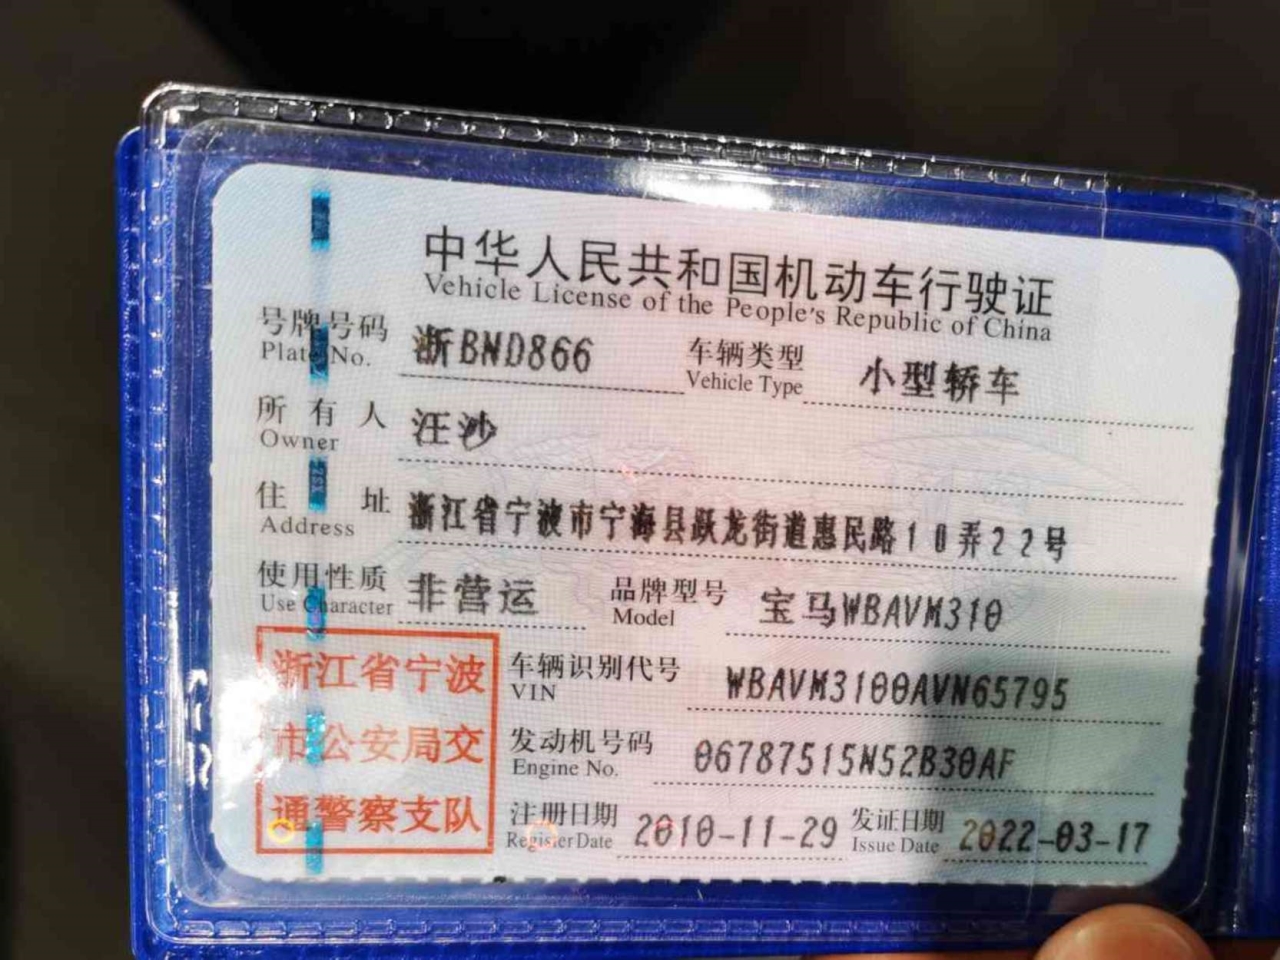 中华人民共和国机动车行驶证
Vehicle License of the People's Republic of China
号牌号码 浙BND866 车辆类型 小型轿车
Plate No. Vehicle Type
所有人 汪沙
Owner
住址 浙江省宁波市宁海县跃龙街道惠民路10弄22号
Address
使用性质 非营运 品牌型号 宝马WBAVM310
Use Character Model
浙江省宁波
市公安局交
通警察支队
车辆识别代号 WBAVM3100AVN65795
VIN
发动机号码 06787515N52B30AF
Engine No.
注册日期 2010-11-29 发证日期 2022-03-17
Register Date Issue Date